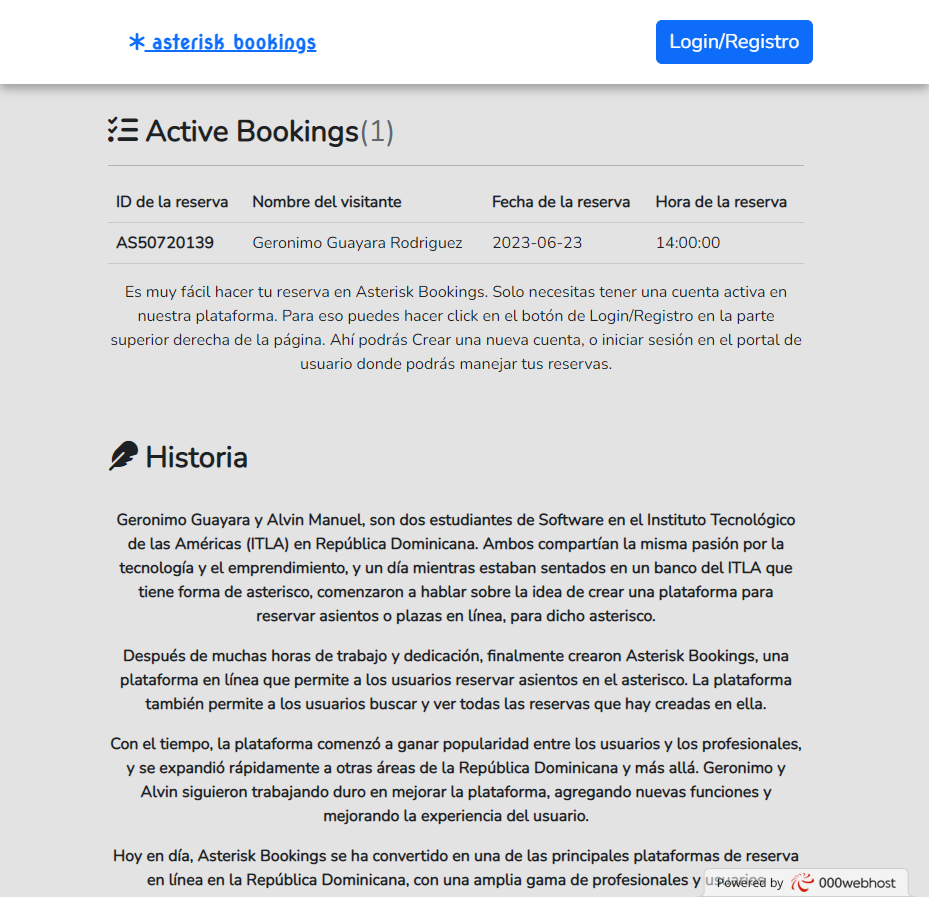 asterisk bookings
Login/Registro
Active Bookings(1)
ID de la reserva Nombre del visitante Fecha de la reserva Hora de la reserva
AS50720139 Geronimo Guayara Rodriguez 2023-06-23 14:00:00
Es muy fácil hacer tu reserva en Asterisk Bookings. Solo necesitas tener una cuenta activa en
nuestra plataforma. Para eso puedes hacer click en el botón de Login/Registro en la parte
superior derecha de la página. Ahí podrás Crear una nueva cuenta, o iniciar sesión en el portal de
usuario donde podrás manejar tus reservas.
Historia
Geronimo Guayara y Alvin Manuel, son dos estudiantes de Software en el Instituto Tecnológico
de las Américas (ITLA) en República Dominicana. Ambos compartían la misma pasión por la
tecnología y el emprendimiento, y un día mientras estaban sentados en un banco del ITLA que
tiene forma de asterisco, comenzaron a hablar sobre la idea de crear una plataforma para
reservar asientos o plazas en línea, para dicho asterisco.
Después de muchas horas de trabajo y dedicación, finalmente crearon Asterisk Bookings, una
plataforma en línea que permite a los usuarios reservar asientos en el asterisco. La plataforma
también permite a los usuarios buscar y ver todas las reservas que hay creadas en ella.
Con el tiempo, la plataforma comenzó a ganar popularidad entre los usuarios y los profesionales,
y se expandió rápidamente a otras áreas de la República Dominicana y más allá. Geronimo y
Alvin siguieron trabajando duro en mejorar la plataforma, agregando nuevas funciones y
mejorando la experiencia del usuario.
Hoy en día, Asterisk Bookings se ha convertido en una de las principales plataformas de reserva
en línea en la República Dominicana, con una amplia gama de profesionales y usuarios
Powered by 000webhost